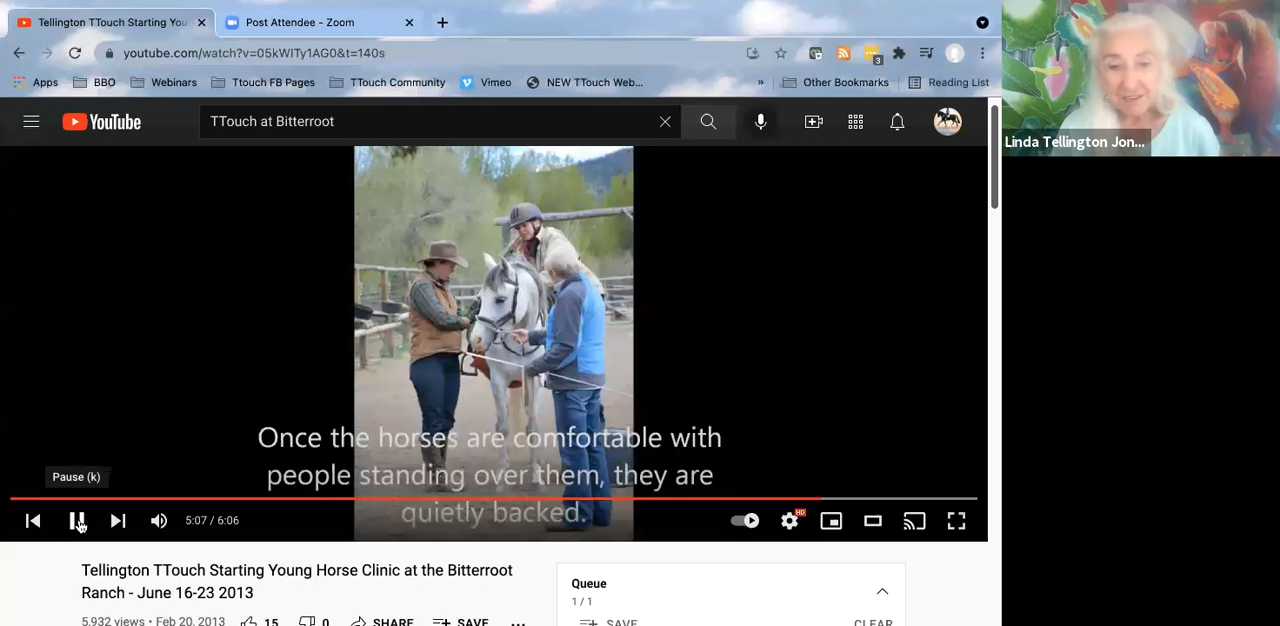 Tellington TTouch Starting You
Post Attendee - Zoom
youtube.com/watch?v=05kWITy1AG0&t=140s
3
Apps
BBO
Webinars
Ttouch FB Pages
TTouch Community
Vimeo
NEW TTouch Web...
»
Other Bookmarks
Reading List
YouTube
TTouch at Bitterroot
Linda Tellington Jon...
Once the horses are comfortable with
people standing over them, they are
quietly backed.
Pause (k)
5:07 / 6:06
HD
Tellington TTouch Starting Young Horse Clinic at the Bitterroot
Ranch - June 16-23 2013
5,932 views • Feb 20, 2013
15
0
SHARE
SAVE
Queue
1 / 1
SAVE
CLEAR